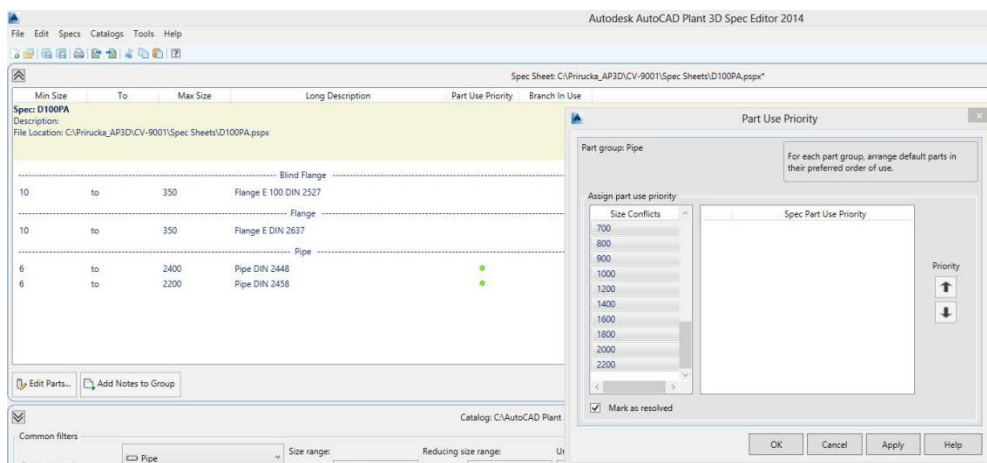 Autodesk AutoCAD Plant 3D Spec Editor 2014
File Edit Specs Catalogs Tools Help
Spec Sheet: C:\Prirucka_AP3D\CV-9001\Spec Sheets\D100PA.pspx*
Min Size To Max Size Long Description Part Use Priority Branch In Use
Spec: D100PA
Description:
File Location: C:\Prirucka_AP3D\CV-9001\Spec Sheets\D100PA.pspx
Blind Flange
10 to 350 Flange E 100 DIN 2527
Flange
10 to 350 Flange E DIN 2637
Pipe
6 to 2400 Pipe DIN 2448
6 to 2200 Pipe DIN 2458
Edit Parts... Add Notes to Group
Catalog: C:\AutoCAD Plant
Common filters
Pipe
Size range: Reducing size range:
Part Use Priority
Part group: Pipe
For each part group, arrange default parts in
their preferred order of use.
Assign part use priority
Size Conflicts Spec Part Use Priority
700
800
900
1000
1200
1400
1600
1800
2000
2200
Priority
Mark as resolved
OK Cancel Apply Help